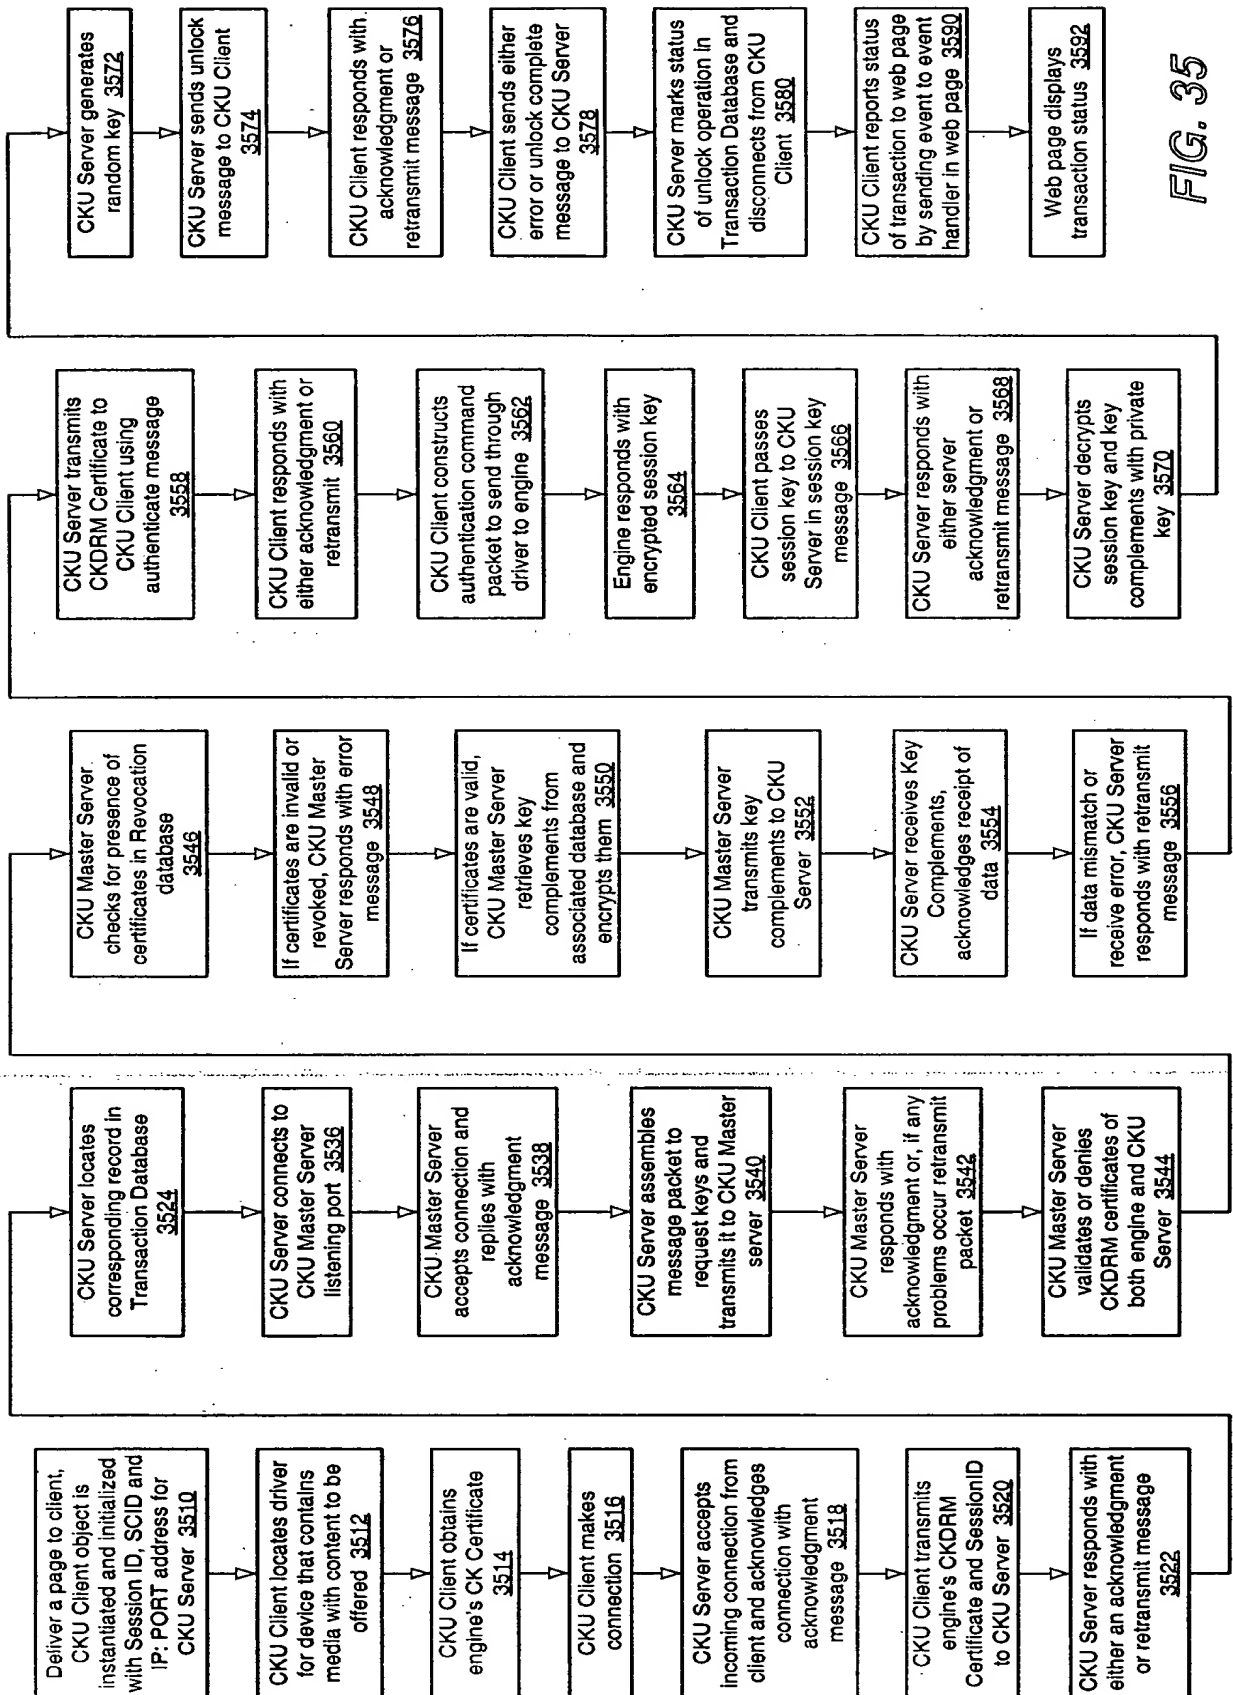 Deliver a page to client,
CKU Client object is
instantiated and initialized
with Session ID, SCID and
IP: PORT address for
CKU Server 3510
CKU Client locates driver
for device that contains
media with content to be
offered 3512
CKU Client obtains
engine's CK Certificate
3514
CKU Client makes
connection 3516
CKU Server accepts
incoming connection from
client and acknowledges
connection with
acknowledgment
message 3518
CKU Client transmits
engine's CKDRM
Certificate and SessionID
to CKU Server 3520
CKU Server responds with
either an acknowledgment
or retransmit message
3522
CKU Server locates
corresponding record in
Transaction Database
3524
CKU Server connects to
CKU Master Server
listening port 3536
CKU Master Server
accepts connection and
replies with
acknowledgment
message 3538
CKU Server assembles
message packet to
request keys and
transmits it to CKU Master
server 3540
CKU Master Server
responds with
acknowledgment or, if any
problems occur retransmit
packet 3542
CKU Master Server
validates or denies
CKDRM certificates of
both engine and CKU
Server 3544
CKU Master Server
checks for presence of
certificates in Revocation
database
3546
If certificates are invalid or
revoked, CKU Master
Server responds with error
message 3548
If certificates are valid,
CKU Master Server
retrieves key
complements from
associated database and
encrypts them 3550
CKU Master Server
transmits key
complements to CKU
Server 3552
CKU Server receives Key
Complements,
acknowledges receipt of
data 3554
If data mismatch or
receive error, CKU Server
responds with retransmit
message 3556
CKU Server transmits
CKDRM Certificate to
CKU Client using
authenticate message
3558
CKU Client responds with
either acknowledgment or
retransmit 3560
CKU Client constructs
authentication command
packet to send through
driver to engine 3562
Engine responds with
encrypted session key
3564
CKU Client passes
session key to CKU
Server in session key
message 3566
CKU Server responds with
either server
acknowledgment or
retransmit message 3568
CKU Server decrypts
session key and key
complements with private
key 3570
CKU Server generates
random key 3572
CKU Server sends unlock
message to CKU Client
3574
CKU Client responds with
acknowledgment or
retransmit message 3576
CKU Client sends either
error or unlock complete
message to CKU Server
3578
CKU Server marks status
of unlock operation in
Transaction Database and
disconnects from CKU
Client 3580
CKU Client reports status
of transaction to web page
by sending event to event
handler in web page 3590
Web page displays
transaction status 3592
FIG. 35